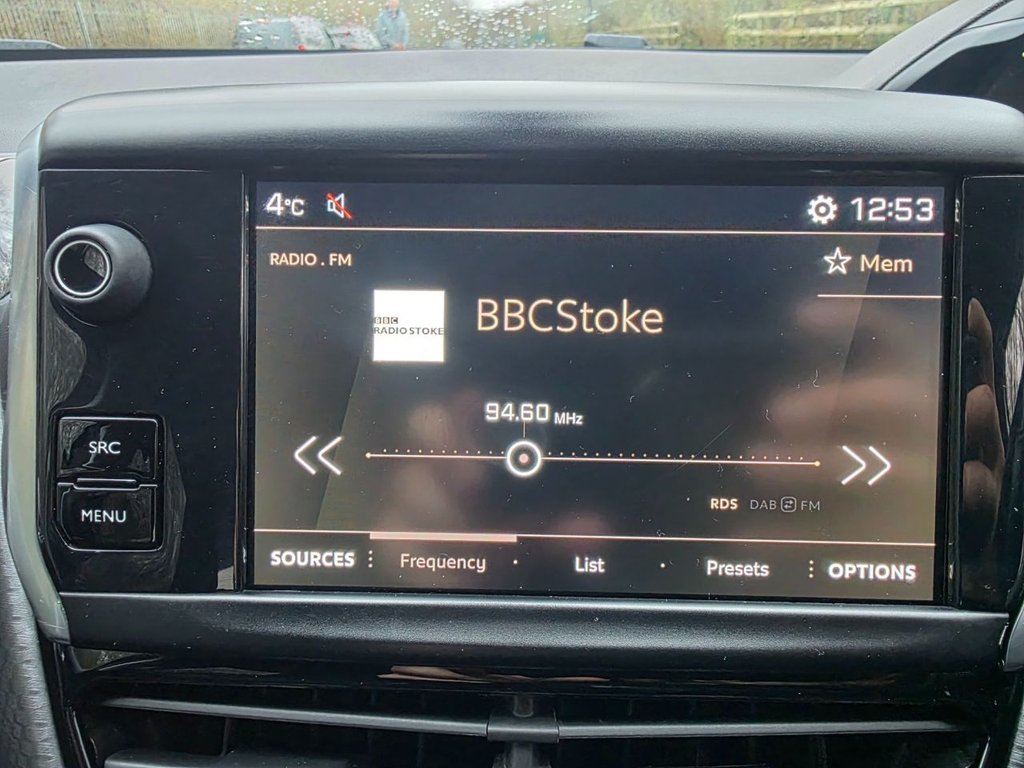 4°C 12:53
RADIO . FM
Mem
BBC
RADIO STOKE
BBCStoke
94.60 MHz
SRC
MENU
RDS DAB FM
SOURCES Frequency List Presets OPTIONS